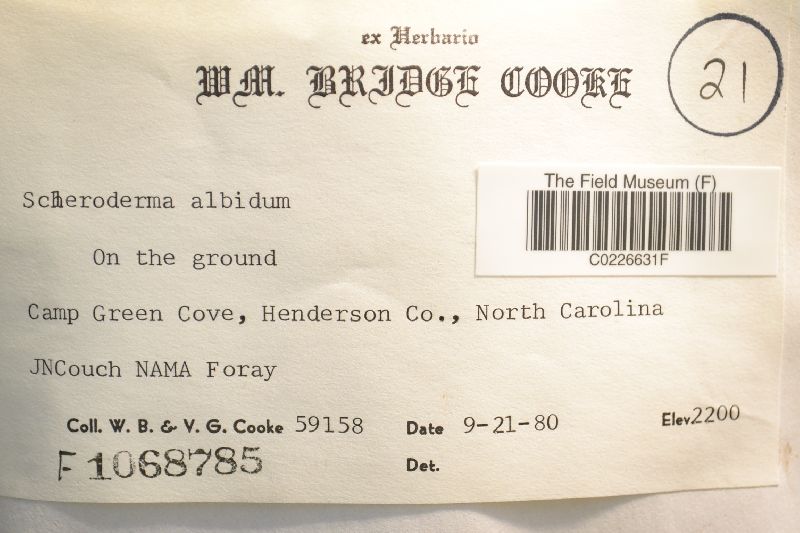 ex Herbario
WM. BRIDGE COOKE
21
Scleroderma albidum
The Field Museum (F)
C0226631F
On the ground
Camp Green Cove, Henderson Co., North Carolina
JNCouch NAMA Foray
Coll. W. B. & V. G. Cooke 59158 Date 9-21-80 Elev. 2200
F 1068785 Det.